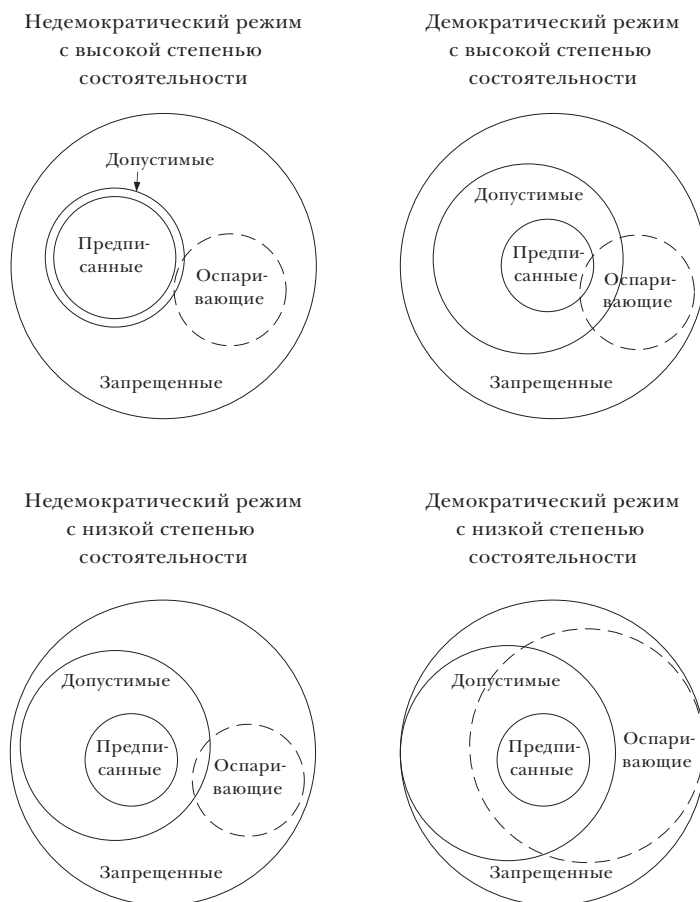 Недемократический режим
с высокой степенью
состоятельности
Допустимые
Предпи-
санные
Оспари-
вающие
Запрещенные
Демократический режим
с высокой степенью
состоятельности
Допустимые
Предпи-
санные
Оспари-
вающие
Запрещенные
Недемократический режим
с низкой степенью
состоятельности
Допустимые
Предпи-
санные
Оспари-
вающие
Запрещенные
Демократический режим
с низкой степенью
состоятельности
Допустимые
Предпи-
санные
Оспари-
вающие
Запрещенные